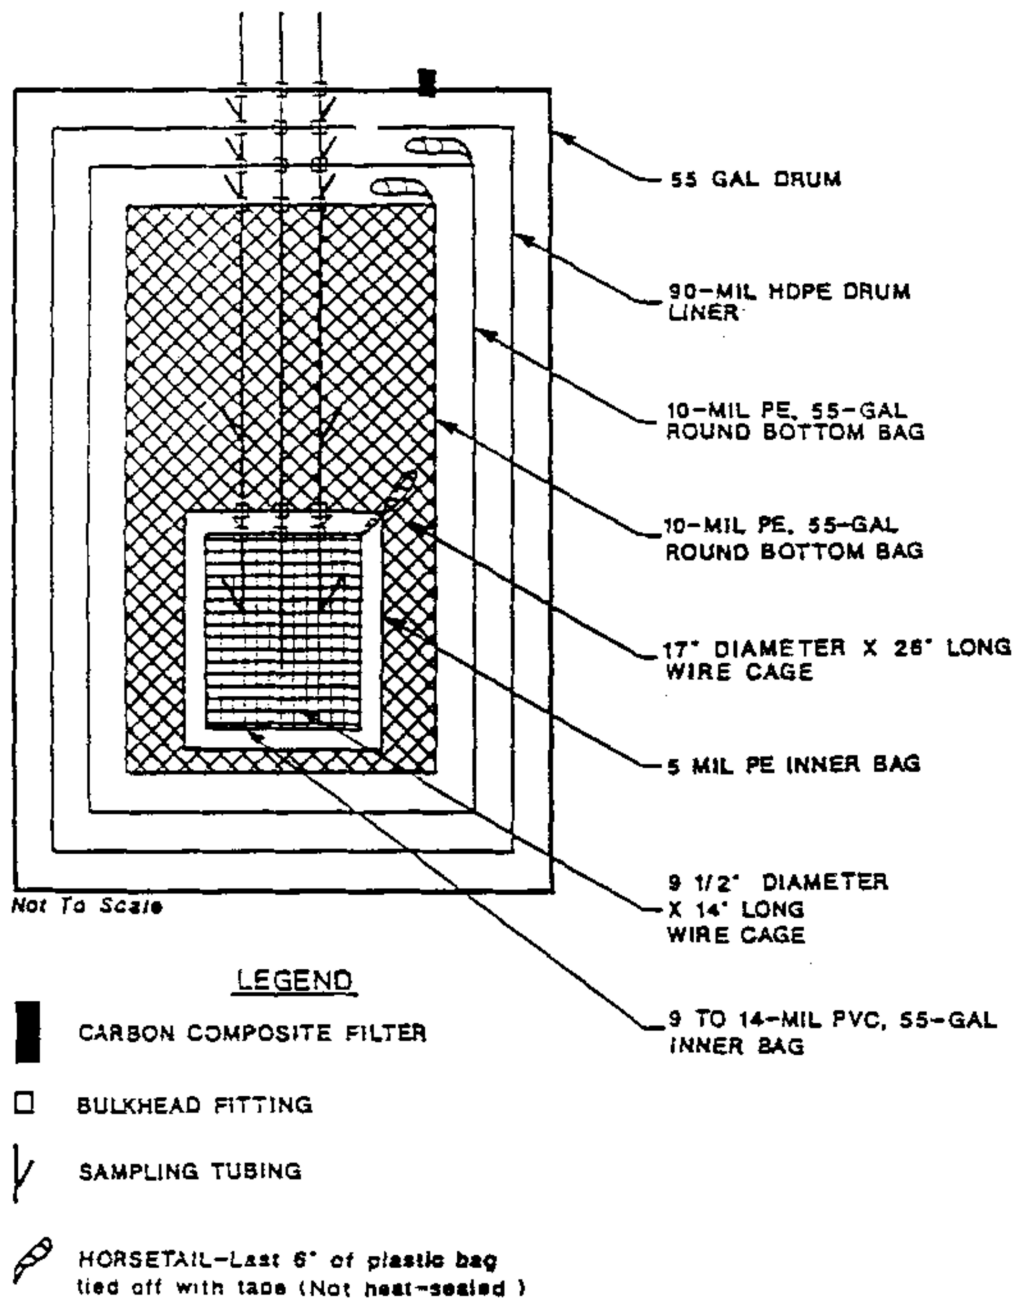 55 GAL DRUM
90-MIL HDPE DRUM
LINER
10-MIL PE, 55-GAL
ROUND BOTTOM BAG
10-MIL PE, 55-GAL
ROUND BOTTOM BAG
17" DIAMETER X 26" LONG
WIRE CAGE
5 MIL PE INNER BAG
9 1/2" DIAMETER
X 14" LONG
WIRE CAGE
9 TO 14-MIL PVC, 55-GAL
INNER BAG
Not To Scale
LEGEND
CARBON COMPOSITE FILTER
BULKHEAD FITTING
SAMPLING TUBING
HORSETAIL-Last 6" of plastic bag
tied off with tape (Not heat-sealed )